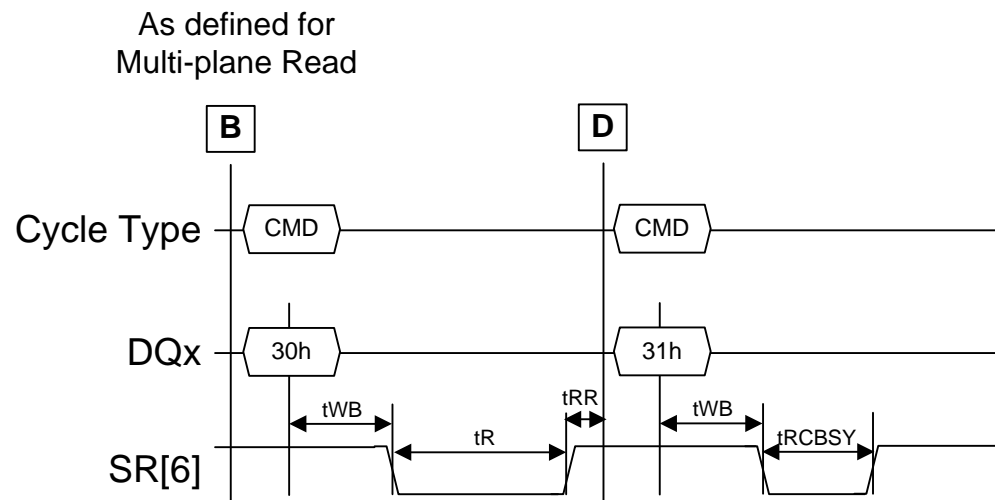 As defined for
Multi-plane Read
B
D
Cycle Type
CMD
CMD
DQx
30h
31h
tWB
tR
tRR
tWB
tRCBSY
SR[6]